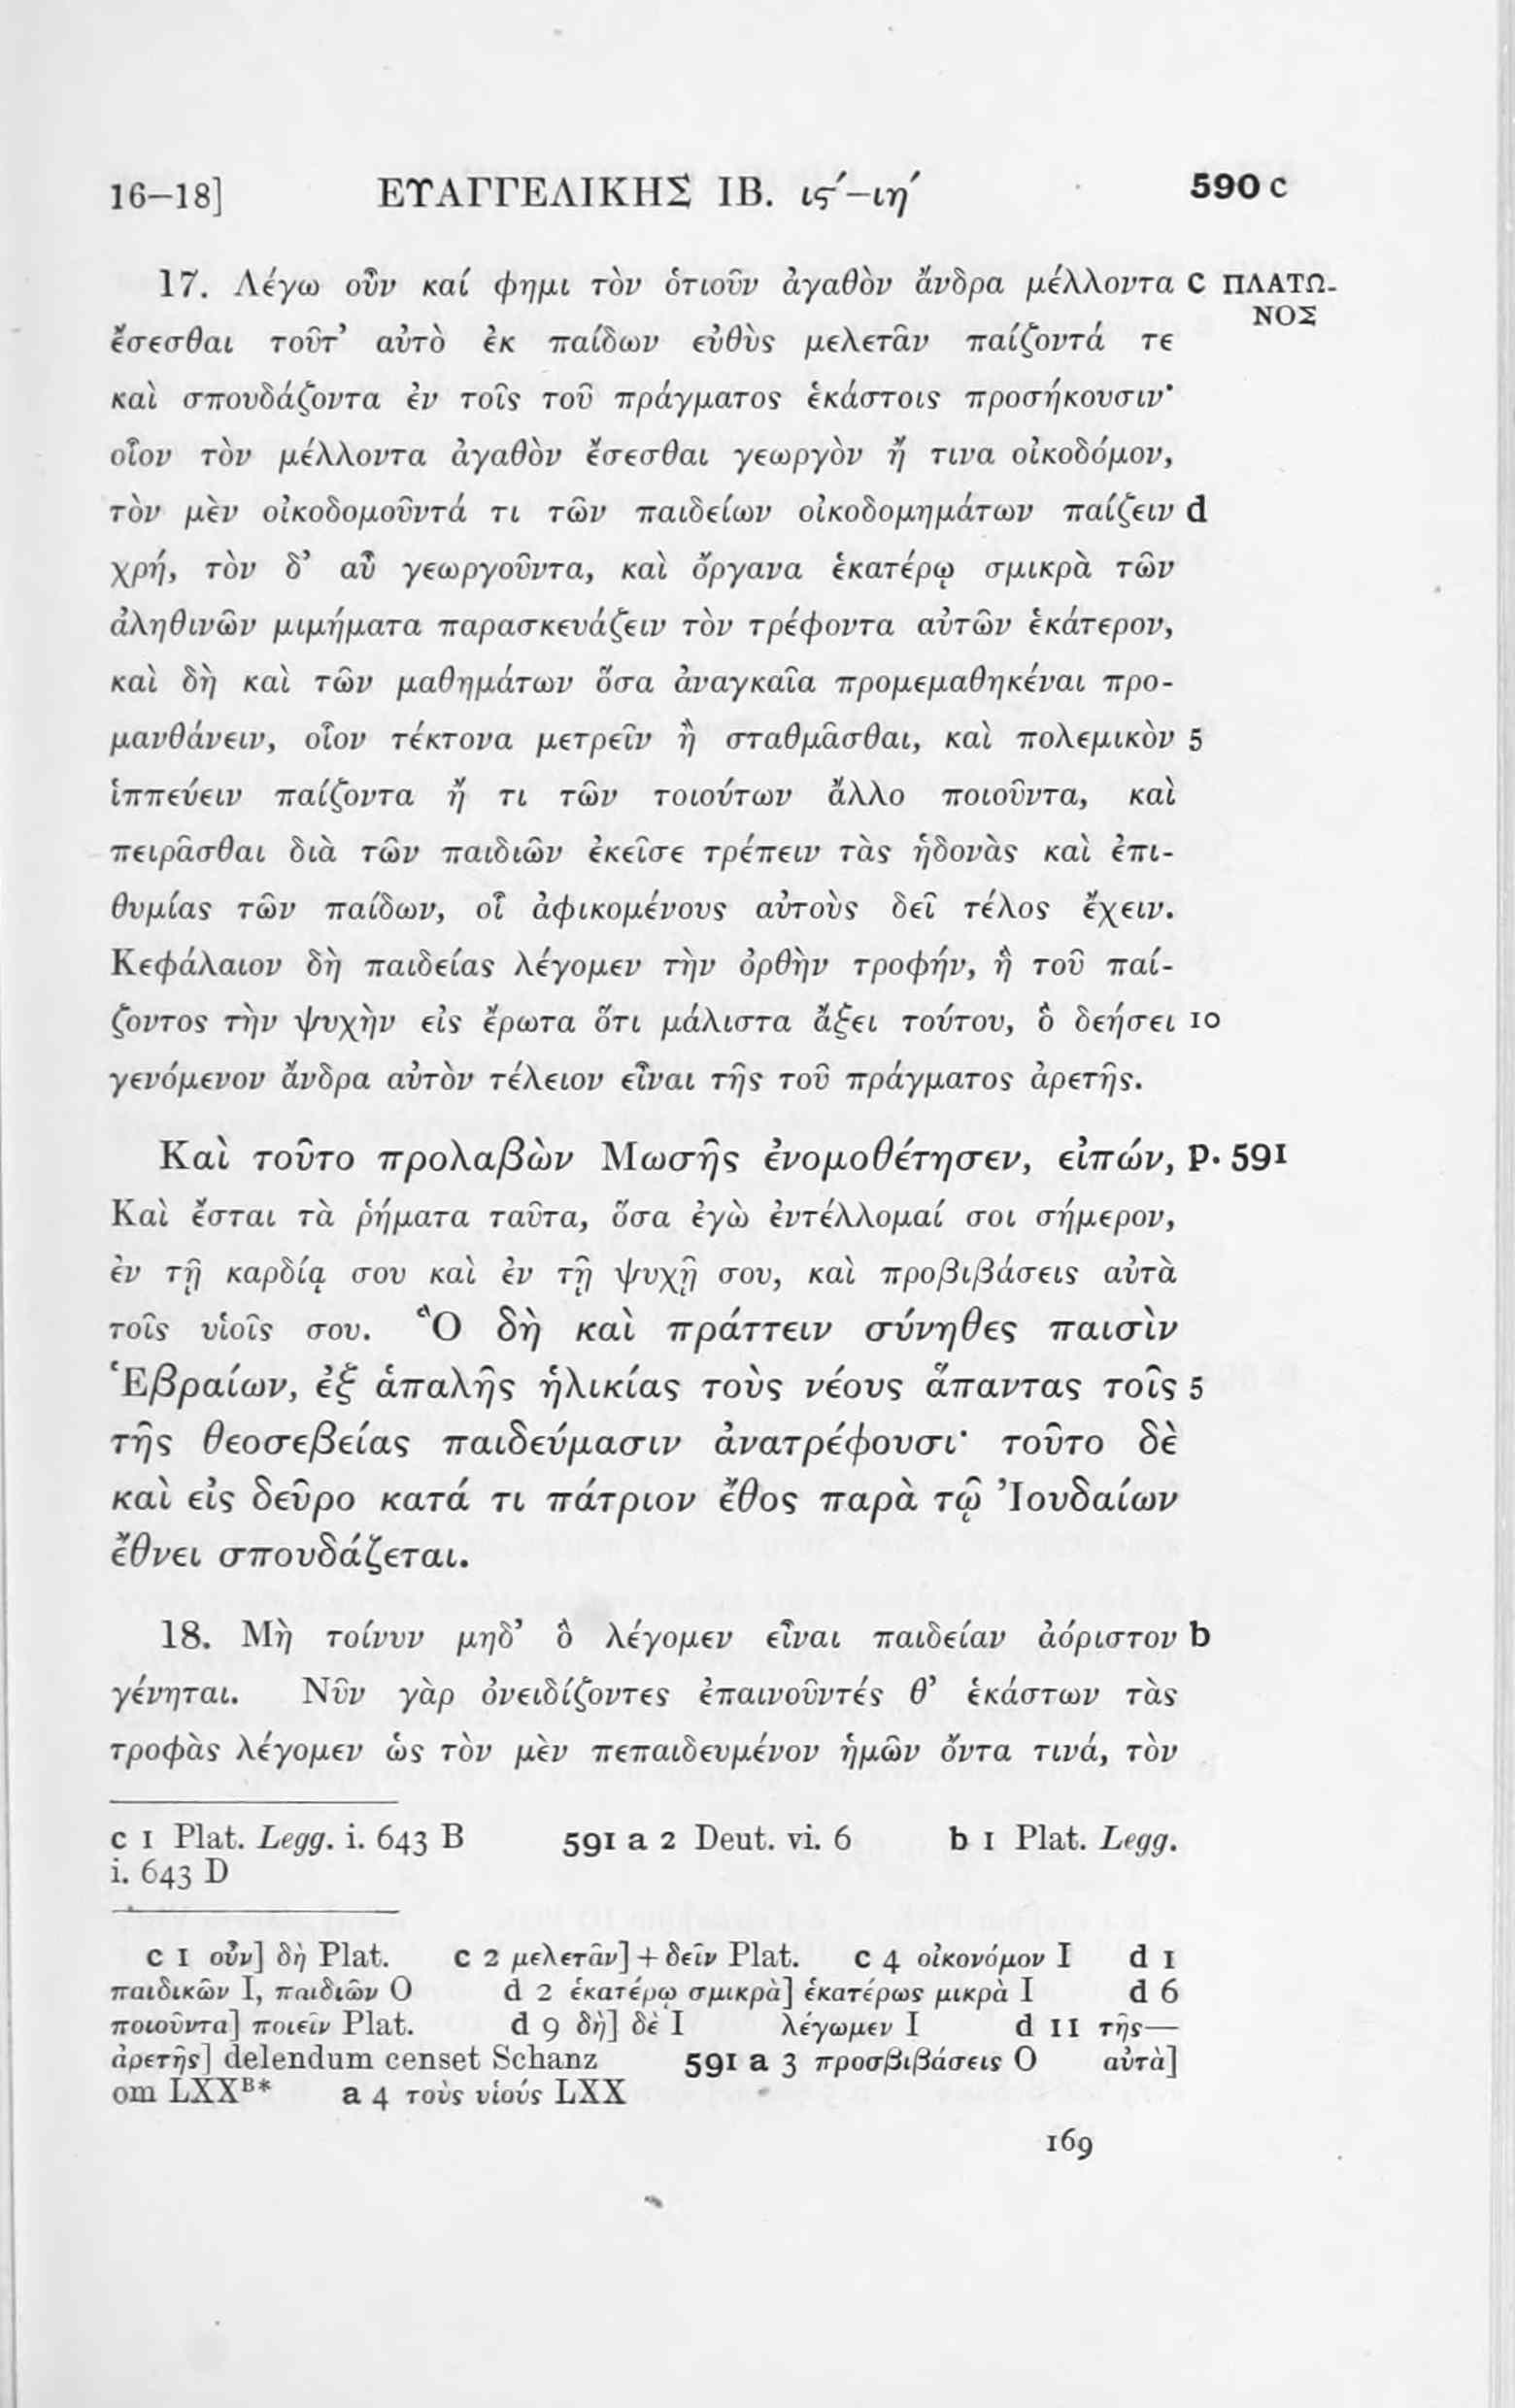 16–18] ΕΥΑΓΓΕΛΙΚΗΣ ΙΒ. ιϛ´–ιη´ 590 c
17. Λέγω οὖν καί φημι τὸν ὁτιοῦν ἀγαθὸν ἄνδρα μέλλοντα c ΠΛΑΤΩ-
ΝΟΣ
ἔσεσθαι τοῦτ’ αὐτὸ ἐκ παίδων εὐθὺς μελετᾶν παίζοντά τε
καὶ σπουδάζοντα ἐν τοῖς τοῦ πράγματος ἑκάστοις προσήκουσιν·
οἷον τὸν μέλλοντα ἀγαθὸν ἔσεσθαι γεωργὸν ἤ τινα οἰκοδόμον,
τὸν μὲν οἰκοδομοῦντά τι τῶν παιδείων οἰκοδομημάτων παίζειν d
χρή, τὸν δ’ αὖ γεωργοῦντα, καὶ ὄργανα ἑκατέρῳ σμικρὰ τῶν
ἀληθινῶν μιμήματα παρασκευάζειν τὸν τρέφοντα αὐτῶν ἑκάτερον,
καὶ δὴ καὶ τῶν μαθημάτων ὅσα ἀναγκαῖα προμεμαθηκέναι προ-
μανθάνειν, οἷον τέκτονα μετρεῖν ἢ σταθμᾶσθαι, καὶ πολεμικὸν 5
ἱππεύειν παίζοντα ἤ τι τῶν τοιούτων ἄλλο ποιοῦντα, καὶ
πειρᾶσθαι διὰ τῶν παιδιῶν ἐκεῖσε τρέπειν τὰς ἡδονὰς καὶ ἐπι-
θυμίας τῶν παίδων, οἷ ἀφικομένους αὐτοὺς δεῖ τέλος ἔχειν.
Κεφάλαιον δὴ παιδείας λέγομεν τὴν ὀρθὴν τροφήν, ἣ τοῦ παί-
ζοντος τὴν ψυχὴν εἰς ἔρωτα ὅτι μάλιστα ἄξει τούτου, ὃ δεήσει 10
γενόμενον ἄνδρα αὐτὸν τέλειον εἶναι τῆς τοῦ πράγματος ἀρετῆς.
Καὶ τοῦτο προλαβὼν Μωσῆς ἐνομοθέτησεν, εἰπών, p. 591
Καὶ ἔσται τὰ ῥήματα ταῦτα, ὅσα ἐγὼ ἐντέλλομαί σοι σήμερον,
ἐν τῇ καρδίᾳ σου καὶ ἐν τῇ ψυχῇ σου, καὶ προβιβάσεις αὐτὰ
τοῖς υἱοῖς σου. Ὃ δὴ καὶ πράττειν σύνηθες παισὶν
Ἑβραίων, ἐξ ἁπαλῆς ἡλικίας τοὺς νέους ἅπαντας τοῖς 5
τῆς θεοσεβείας παιδεύμασιν ἀνατρέφουσι· τοῦτο δὲ
καὶ εἰς δεῦρο κατά τι πάτριον ἔθος παρὰ τῷ Ἰουδαίων
ἔθνει σπουδάζεται.
18. Μὴ τοίνυν μηδ’ ὃ λέγομεν εἶναι παιδείαν ἀόριστον b
γένηται. Νῦν γὰρ ὀνειδίζοντες ἐπαινοῦντές θ’ ἑκάστων τὰς
τροφὰς λέγομεν ὡς τὸν μὲν πεπαιδευμένον ἡμῶν ὄντα τινά, τὸν
c 1 Plat. Legg. i. 643 B 591 a 2 Deut. vi. 6 b 1 Plat. Legg.
i. 643 D
c 1 οὖν] δὴ Plat. c 2 μελετᾶν] + δεῖν Plat. c 4 οἰκονόμον I d 1
παιδικῶν I, παιδιῶν O d 2 ἑκατέρῳ σμικρὰ] ἑκατέρως μικρὰ I d 6
ποιοῦντα] ποιεῖν Plat. d 9 δὴ] δὲ I λέγωμεν I d 11 τῆς—
ἀρετῆς] delendum censet Schanz 591 a 3 προσβιβάσεις O αὐτὰ]
om LXXᴮ* a 4 τοὺς υἱούς LXX
169